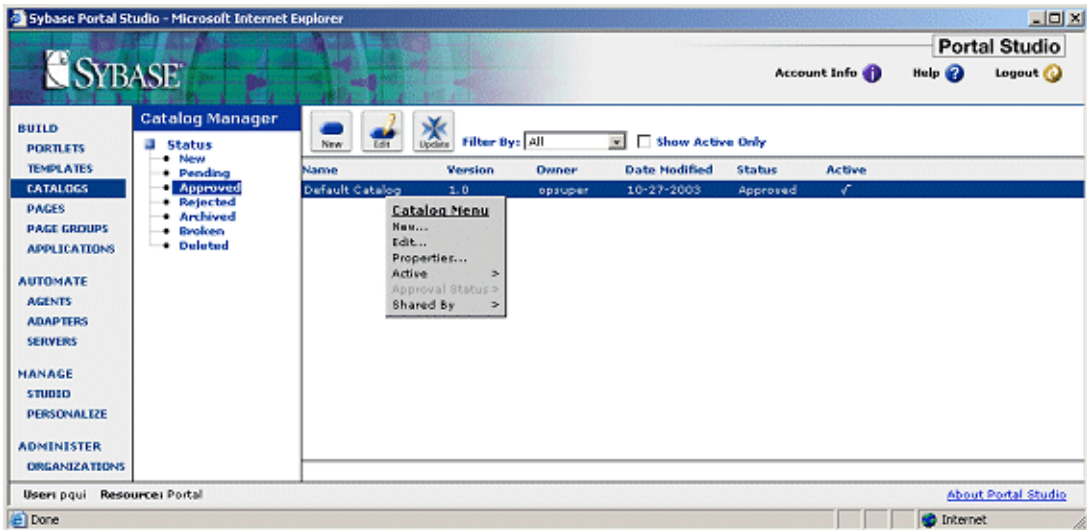 Sybase Portal Studio - Microsoft Internet Explorer
SYBASE
Portal Studio
Account Info Help Logout
BUILD
PORTLETS
TEMPLATES
CATALOGS
PAGES
PAGE GROUPS
APPLICATIONS
AUTOMATE
AGENTS
ADAPTERS
SERVERS
MANAGE
STUDIO
PERSONALIZE
ADMINISTER
ORGANIZATIONS
Catalog Manager
Status
New
Pending
Approved
Rejected
Archived
Broken
Deleted
New Edit Update Filter By: All Show Active Only
Name Version Owner Date Modified Status Active
Default Catalog 1.0 opsuper 10-27-2003 Approved √
Catalog Menu
New...
Edit...
Properties...
Active >
Approval Status >
Shared By >
User: pqui Resource: Portal
About Portal Studio
Done
Internet